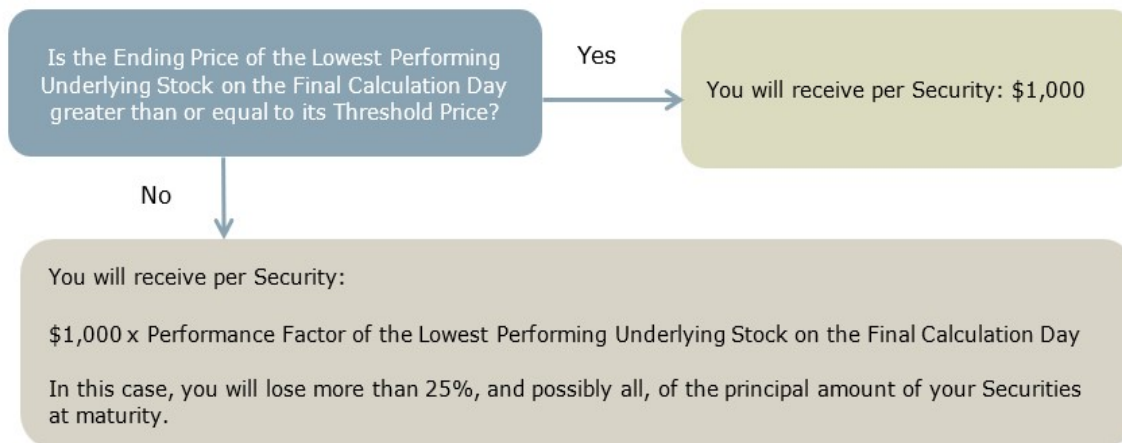 Is the Ending Price of the Lowest Performing
Underlying Stock on the Final Calculation Day
greater than or equal to its Threshold Price?
Yes
You will receive per Security: $1,000
No
You will receive per Security:
$1,000 x Performance Factor of the Lowest Performing Underlying Stock on the Final Calculation Day
In this case, you will lose more than 25%, and possibly all, of the principal amount of your Securities
at maturity.